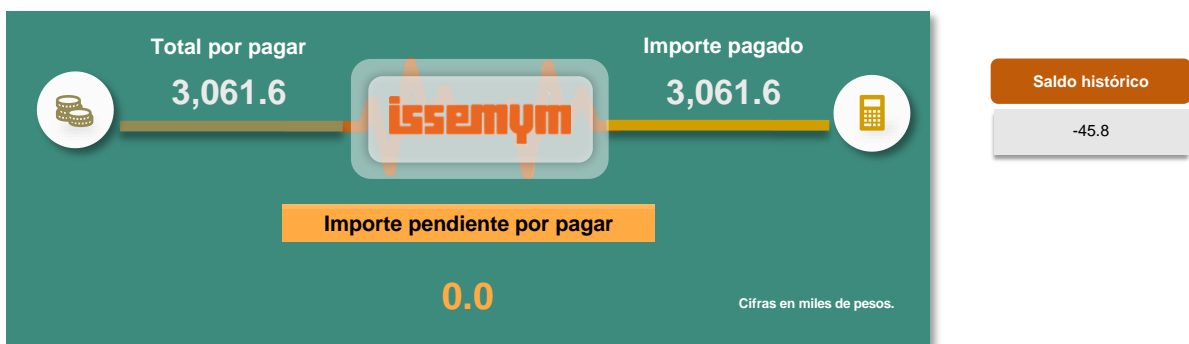 Total por pagar
3,061.6
issemym
Importe pagado
3,061.6
Importe pendiente por pagar
0.0
Cifras en miles de pesos.
Saldo histórico
-45.8